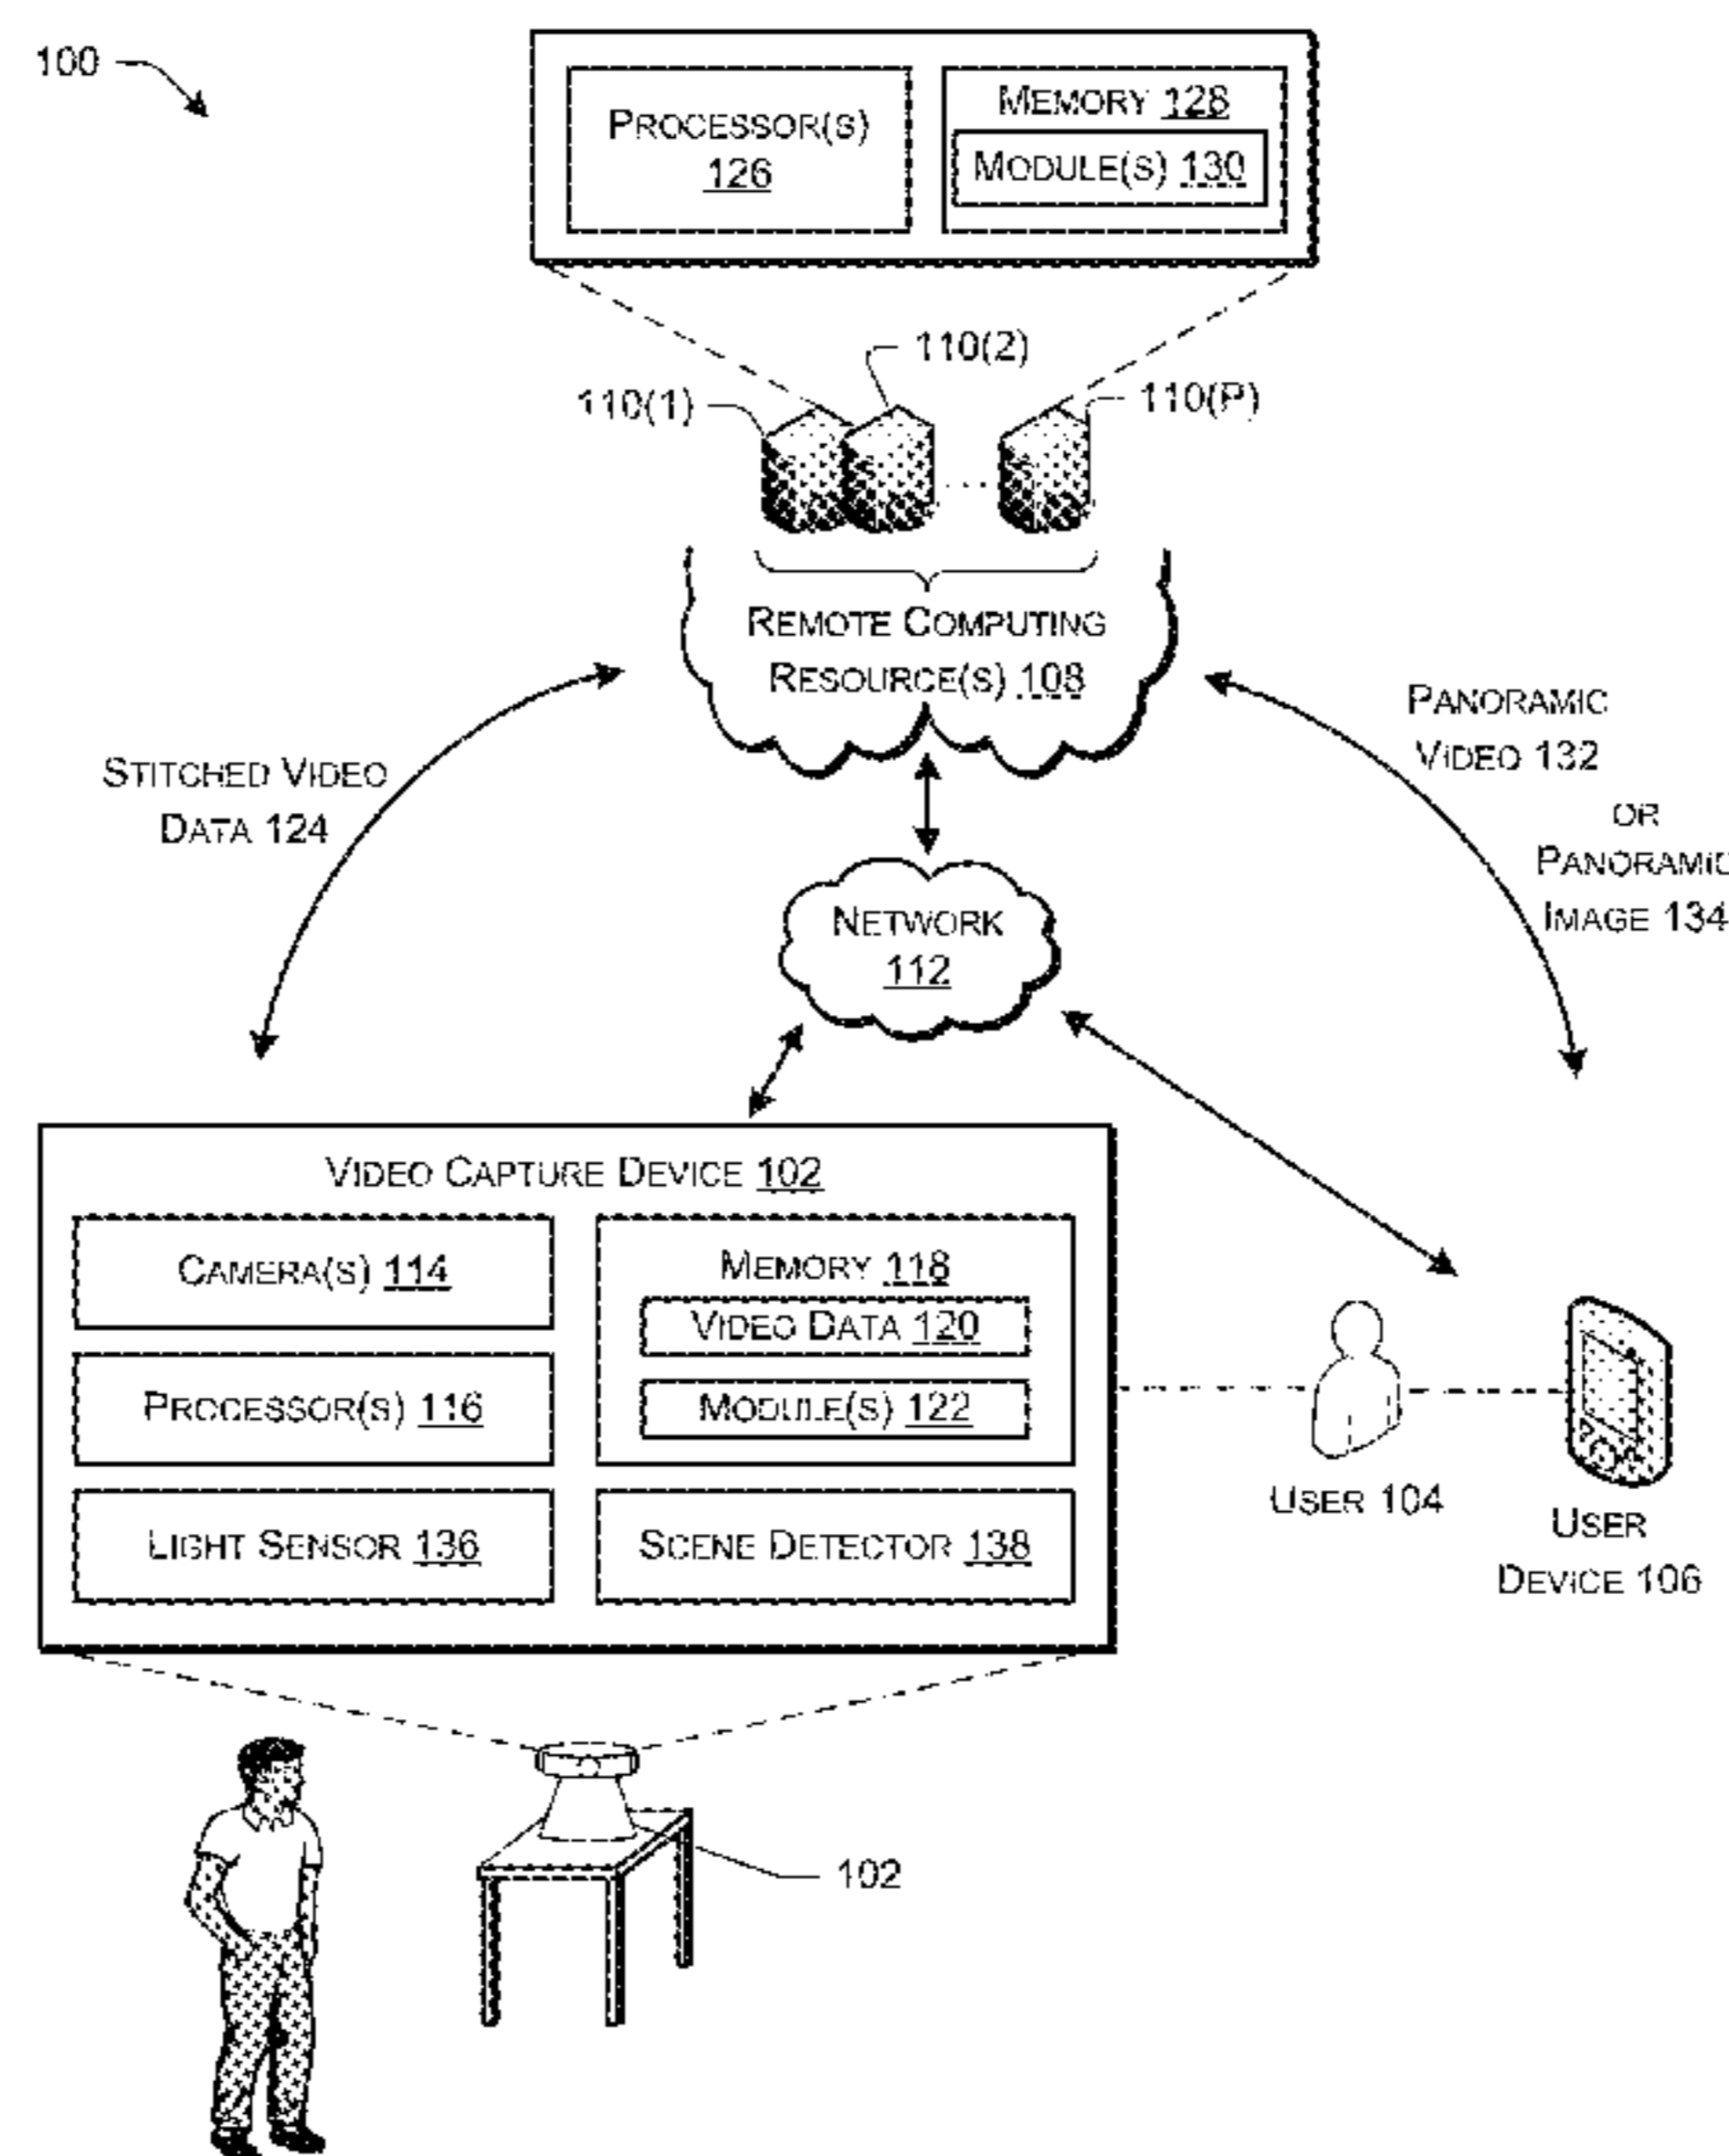 100
PROCESSOR(S)
126
MEMORY 128
MODULE(S) 130
110(1)
110(2)
110(P)
REMOTE COMPUTING
RESOURCE(S) 108
STITCHED VIDEO
DATA 124
PANORAMIC
VIDEO 132
OR
PANORAMIC
IMAGE 134
NETWORK
112
VIDEO CAPTURE DEVICE 102
CAMERA(S) 114
PROCESSOR(S) 116
LIGHT SENSOR 136
MEMORY 118
VIDEO DATA 120
MODULE(S) 122
SCENE DETECTOR 138
USER 104
USER
DEVICE 106
102